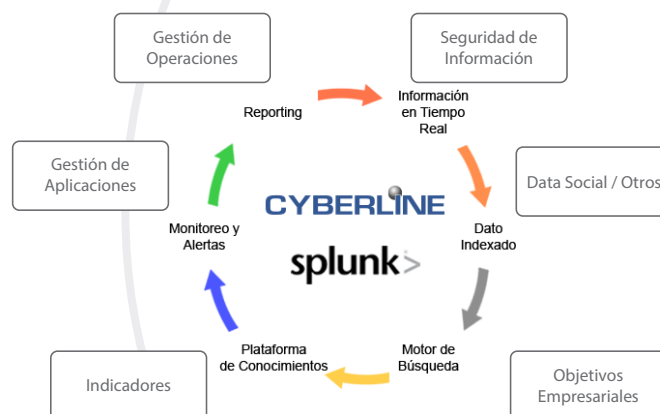 Gestión de
Operaciones
Seguridad de
Información
Reporting
Información
en Tiempo
Real
Gestión de
Aplicaciones
Data Social / Otros
CYBERLINE
Monitoreo y
Alertas
Dato
Indexado
splunk>
Plataforma
de Conocimientos
Motor de
Búsqueda
Indicadores
Objetivos
Empresariales